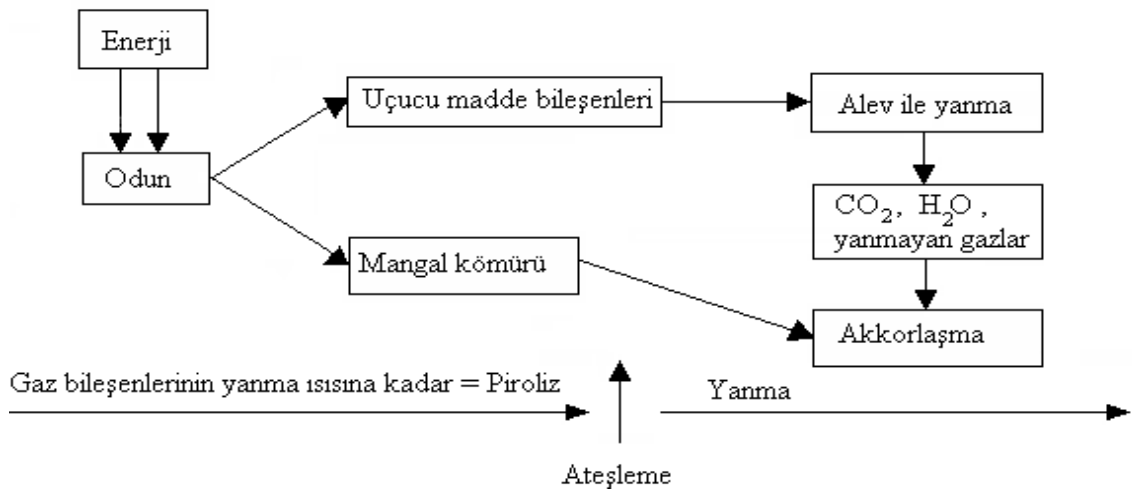 Enerji
Odun
Uçucu madde bileşenleri
Mangal kömürü
Alev ile yanma
CO₂, H₂O ,
yanmayan gazlar
Akkorlaşma
Gaz bileşenlerinin yanma ısısına kadar = Piroliz
Yanma
Ateşleme